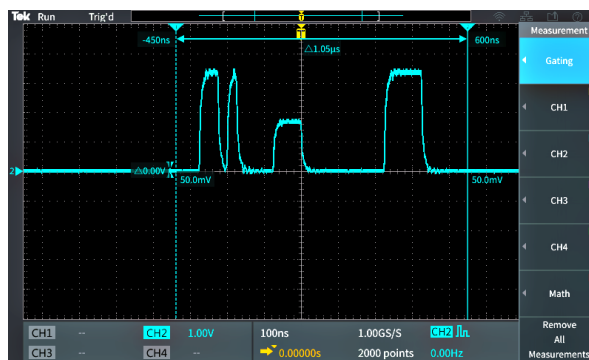 Tek Run Trig'd
Measurement
-450ns 600ns
△1.05µs
Gating
CH1
CH2
2 △0.00V
50.0mV 50.0mV
CH3
CH4
Math
CH1 -- CH2 1.00V 100ns 1.00GS/S CH2
CH3 -- CH4 -- 0.00000s 2000 points 0.00Hz
Remove
All
Measurements